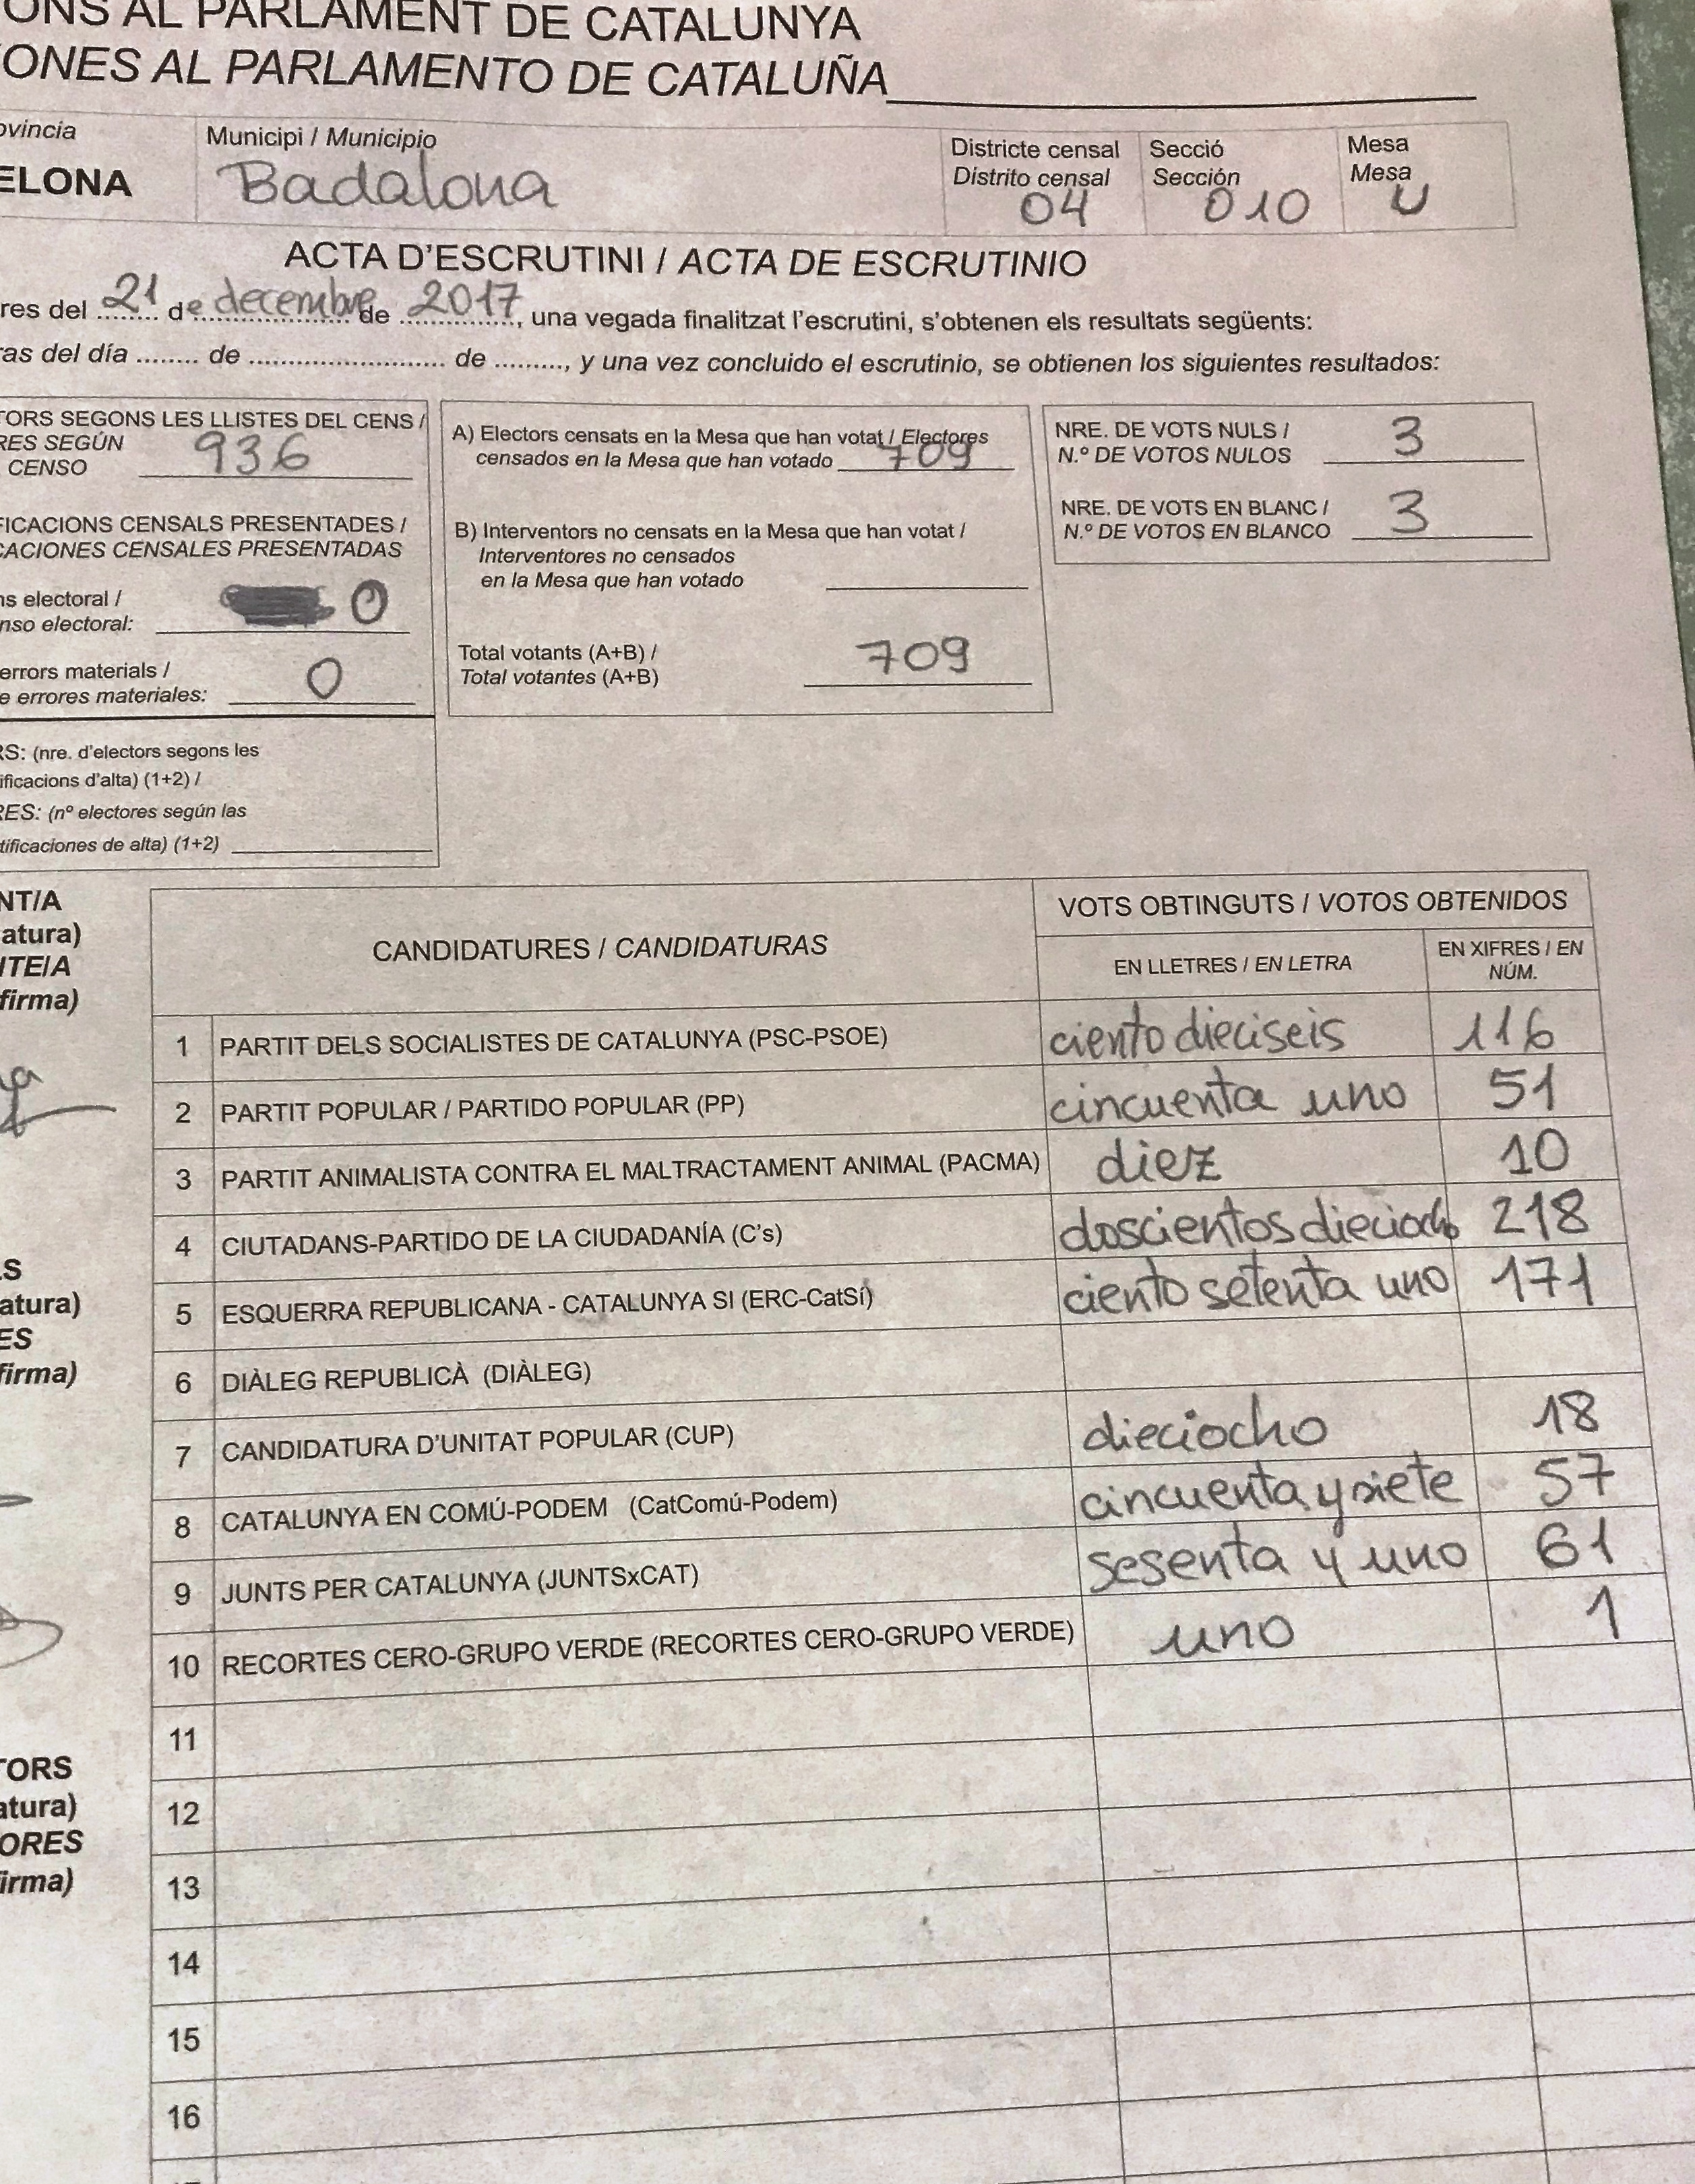 ONS AL PARLAMENT DE CATALUNYA
ONES AL PARLAMENTO DE CATALUÑA
ovincia
ELONA
Municipi / Municipio
Badalona
Districte censal
Distrito censal
04
Secció
Sección
010
Mesa
Mesa
U
ACTA D'ESCRUTINI / ACTA DE ESCRUTINIO
res del 21 de decembre de 2017, una vegada finalitzat l'escrutini, s'obtenen els resultats següents:
ras del día ........ de .......................... de .........., y una vez concluido el escrutinio, se obtienen los siguientes resultados:
TORS SEGONS LES LLISTES DEL CENS /
RES SEGÚN
CENSO
936
FICACIONS CENSALS PRESENTADES /
CACIONES CENSALES PRESENTADAS
ns electoral /
nso electoral:
0
errors materials /
e errores materiales:
0
RS: (nre. d'electors segons les
ificacions d'alta) (1+2) /
RES: (nº electores según las
tificaciones de alta) (1+2)
A) Electors censats en la Mesa que han votat / Electores
censados en la Mesa que han votado
709
B) Interventors no censats en la Mesa que han votat /
Interventores no censados
en la Mesa que han votado
Total votants (A+B) /
Total votantes (A+B)
709
NRE. DE VOTS NULS /
N.º DE VOTOS NULOS
3
NRE. DE VOTS EN BLANC /
N.º DE VOTOS EN BLANCO
3
CANDIDATURES / CANDIDATURAS
VOTS OBTINGUTS / VOTOS OBTENIDOS
EN LLETRES / EN LETRA
EN XIFRES / EN
NÚM.
1 PARTIT DELS SOCIALISTES DE CATALUNYA (PSC-PSOE) ciento dieciseis 116
2 PARTIT POPULAR / PARTIDO POPULAR (PP) cincuenta uno 51
3 PARTIT ANIMALISTA CONTRA EL MALTRACTAMENT ANIMAL (PACMA) diez 10
4 CIUTADANS-PARTIDO DE LA CIUDADANÍA (C's) doscientos dieciocho 218
5 ESQUERRA REPUBLICANA - CATALUNYA SI (ERC-CatSí) ciento setenta uno 171
6 DIÀLEG REPUBLICÀ (DIÀLEG)
7 CANDIDATURA D'UNITAT POPULAR (CUP) dieciocho 18
8 CATALUNYA EN COMÚ-PODEM (CatComú-Podem) cincuenta y siete 57
9 JUNTS PER CATALUNYA (JUNTSxCAT) sesenta y uno 61
10 RECORTES CERO-GRUPO VERDE (RECORTES CERO-GRUPO VERDE) uno 1
11
12
13
14
15
16
NT/A
atura)
ITE/A
firma)
S
atura)
ES
firma)
TORS
atura)
ORES
firma)